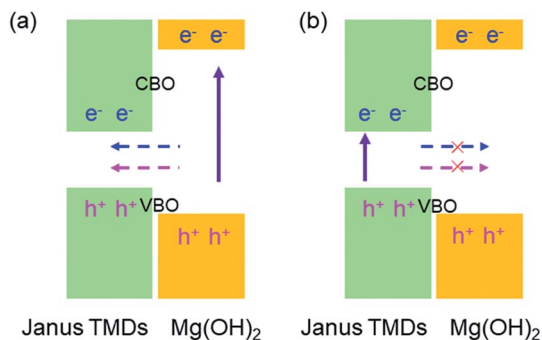 (a)
e⁻ e⁻
CBO
e⁻ e⁻
h⁺ h⁺
VBO
h⁺ h⁺
Janus TMDs
Mg(OH)₂
(b)
e⁻ e⁻
CBO
e⁻ e⁻
h⁺ h⁺
VBO
h⁺ h⁺
Janus TMDs
Mg(OH)₂